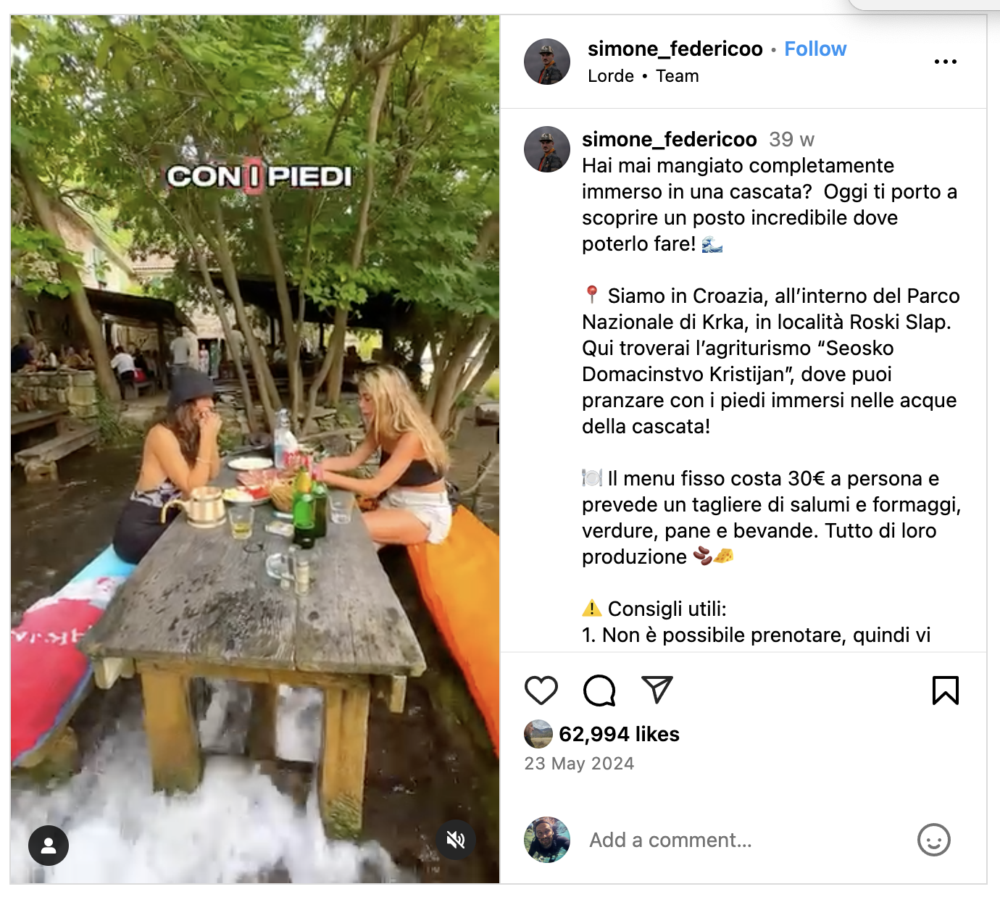 CON I PIEDI
simone_federicoo • Follow
Lorde • Team
simone_federicoo 39 w
Hai mai mangiato completamente
immerso in una cascata?  Oggi ti porto a
scoprire un posto incredibile dove
poterlo fare! 🌊
📍 Siamo in Croazia, all’interno del Parco
Nazionale di Krka, in località Roski Slap.
Qui troverai l’agriturismo “Seosko
Domacinstvo Kristijan”, dove puoi
pranzare con i piedi immersi nelle acque
della cascata!
🍽️ Il menu fisso costa 30€ a persona e
prevede un tagliere di salumi e formaggi,
verdure, pane e bevande. Tutto di loro
produzione 🫘🧀
⚠️ Consigli utili:
1. Non è possibile prenotare, quindi vi
62,994 likes
23 May 2024
Add a comment...